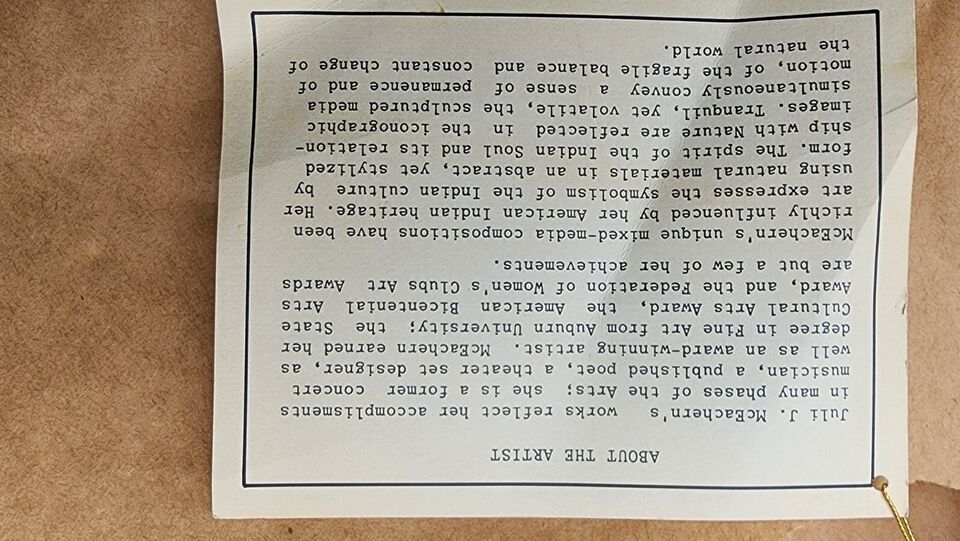 ABOUT THE ARTIST
Juli J. McEachern's works reflect her accomplisments
in many phases of the Arts; she is a former concert
musician, a published poet, a theater set designer, as
well as an award-winning artist. McEachern earned her
degree in Fine Art from Auburn University; the State
Cultural Arts Award, the American Bicentenial Arts
Award, and the Federation of Women's Clubs Art Awards
are but a few of her achievements.
McEachern's unique mixed-media compositions have been
richly influenced by her American Indian heritage. Her
art expresses the symbolism of the Indian culture by
using natural materials in an abstract, yet stylized
form. The spirit of the Indian Soul and its relation-
ship with Nature are reflected in the iconographic
images. Tranquil, yet volatile, the sculptured media
simultaneously convey a sense of permanence and of
motion, of the fragile balance and constant change of
the natural world.